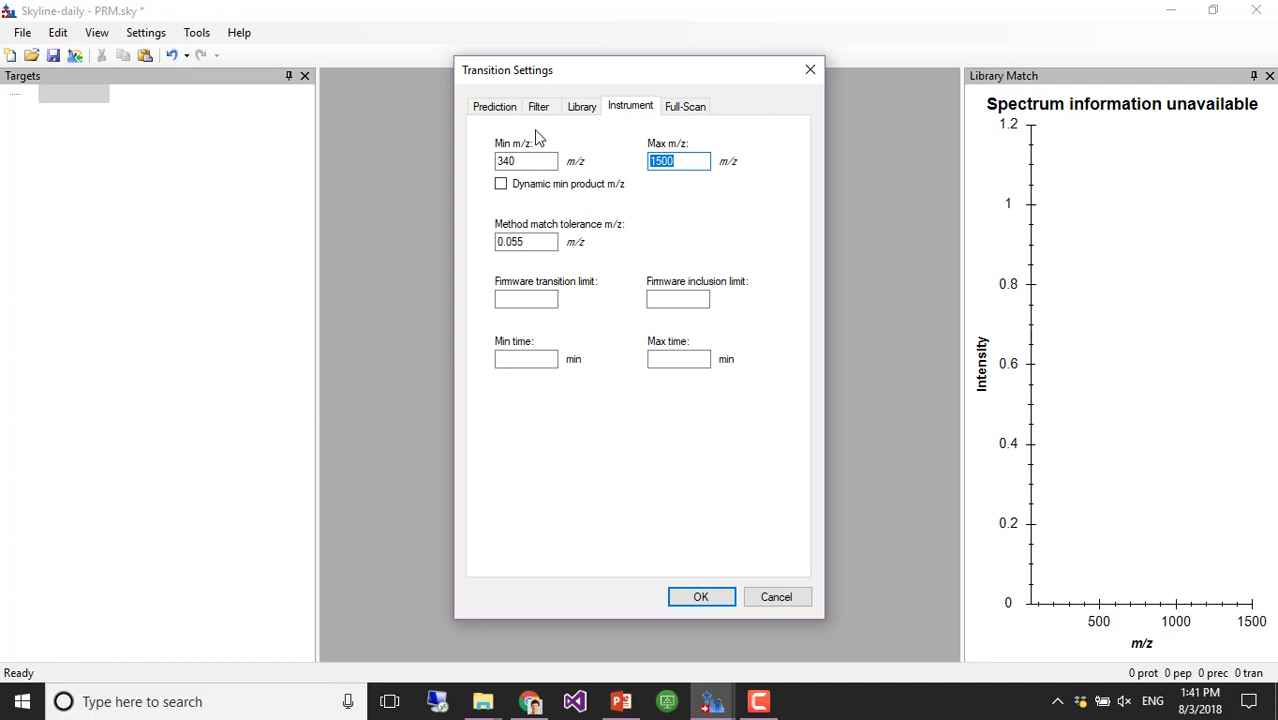 Skyline-daily - PRM.sky *
File Edit View Settings Tools Help
Targets
Transition Settings
Prediction Filter Library Instrument Full-Scan
Min m/z: Max m/z:
340 m/z 1500 m/z
Dynamic min product m/z
Method match tolerance m/z:
0.055 m/z
Firmware transition limit: Firmware inclusion limit:
Min time: Max time:
min min
OK Cancel
Library Match
Spectrum information unavailable
1.2
1
0.8
0.6
0.4
0.2
0
Intensity
500 1000 1500
m/z
Ready 0 prot 0 pep 0 prec 0 tran
Type here to search
ENG
1:41 PM
8/3/2018